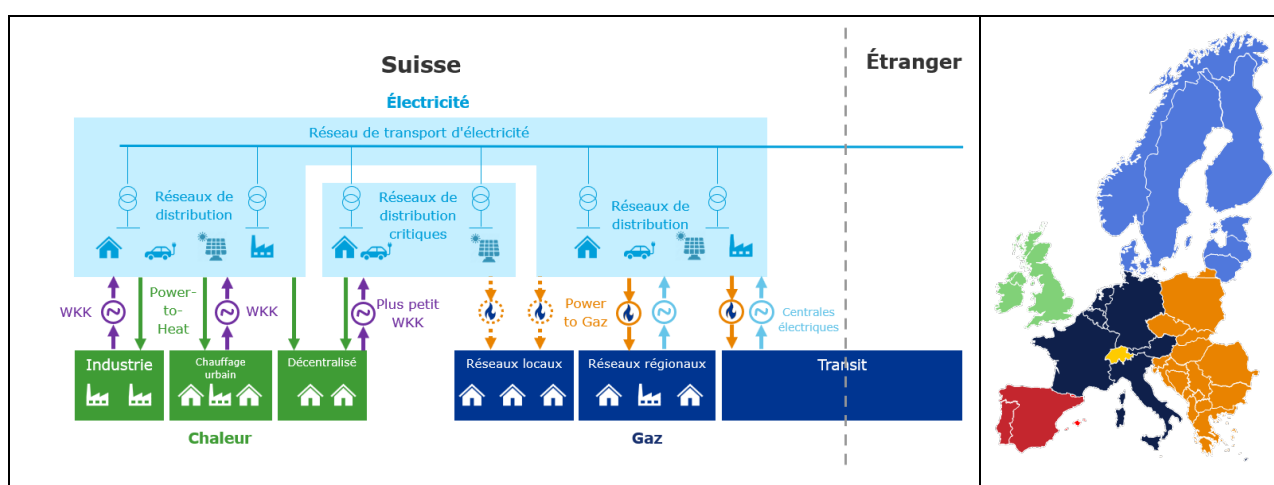 Suisse
Étranger
Électricité
Réseau de transport d'électricité
Réseaux de
distribution
Réseaux de
distribution
critiques
Réseaux de
distribution
WKK
Power-
to-
Heat
WKK
Plus petit
WKK
Power
to Gaz
Centrales
électriques
Industrie
Chauffage
urbain
Décentralisé
Réseaux locaux
Réseaux régionaux
Transit
Chaleur
Gaz